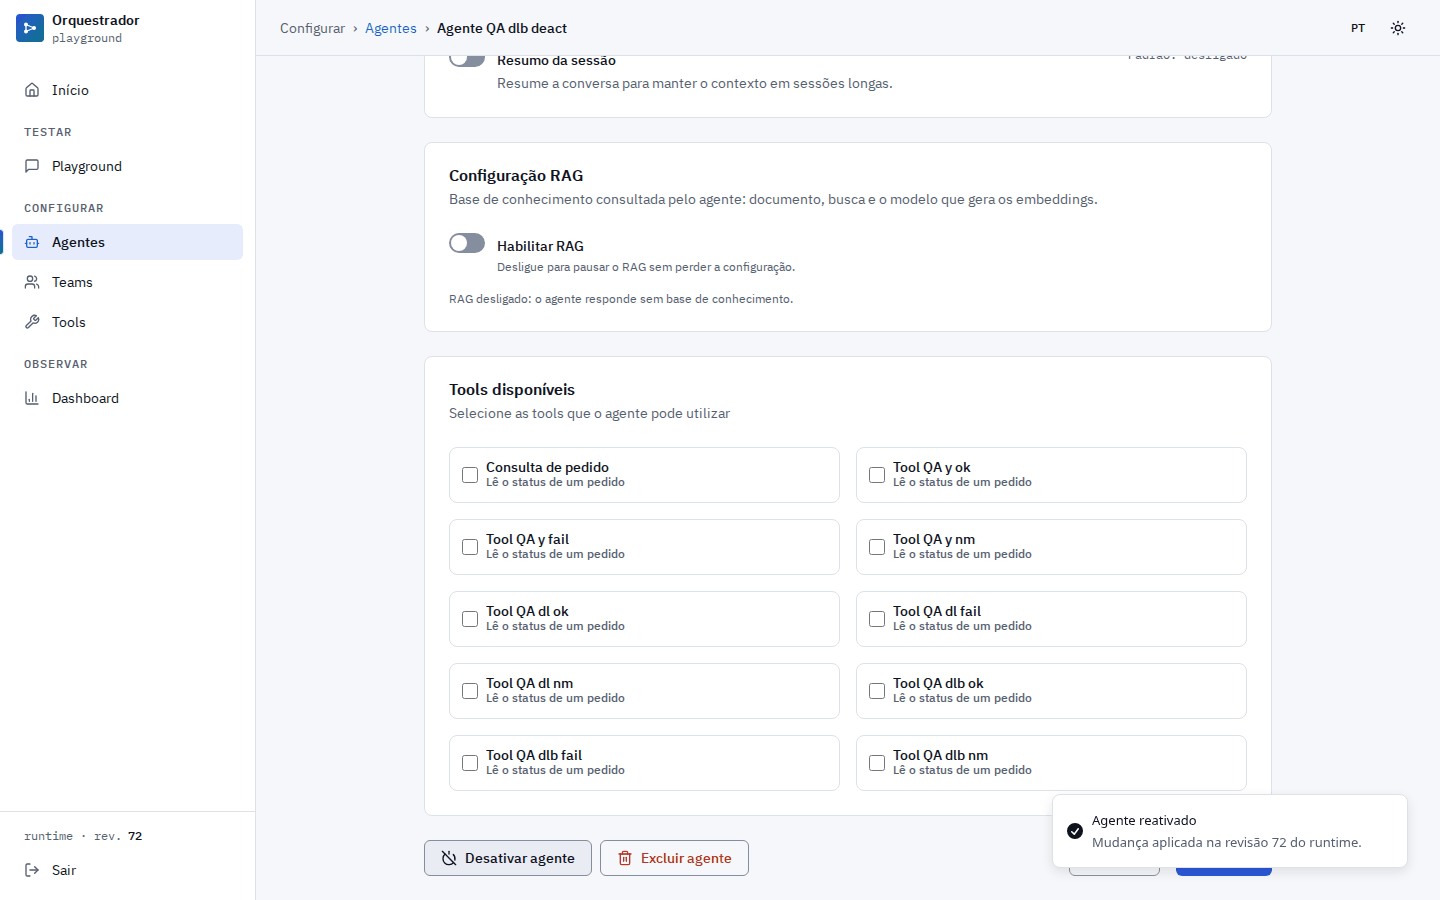 Orquestrador
playground
Início
TESTAR
Playground
CONFIGURAR
Agentes
Teams
Tools
OBSERVAR
Dashboard
runtime · rev. 72
Sair
Configurar › Agentes › Agente QA dlb deact
PT
Resumo da sessão
Padrão: desligado
Resume a conversa para manter o contexto em sessões longas.
Configuração RAG
Base de conhecimento consultada pelo agente: documento, busca e o modelo que gera os embeddings.
Habilitar RAG
Desligue para pausar o RAG sem perder a configuração.
RAG desligado: o agente responde sem base de conhecimento.
Tools disponíveis
Selecione as tools que o agente pode utilizar
Consulta de pedido
Lê o status de um pedido
Tool QA y ok
Lê o status de um pedido
Tool QA y fail
Lê o status de um pedido
Tool QA y nm
Lê o status de um pedido
Tool QA dl ok
Lê o status de um pedido
Tool QA dl fail
Lê o status de um pedido
Tool QA dl nm
Lê o status de um pedido
Tool QA dlb ok
Lê o status de um pedido
Tool QA dlb fail
Lê o status de um pedido
Tool QA dlb nm
Lê o status de um pedido
Desativar agente
Excluir agente
Agente reativado
Mudança aplicada na revisão 72 do runtime.